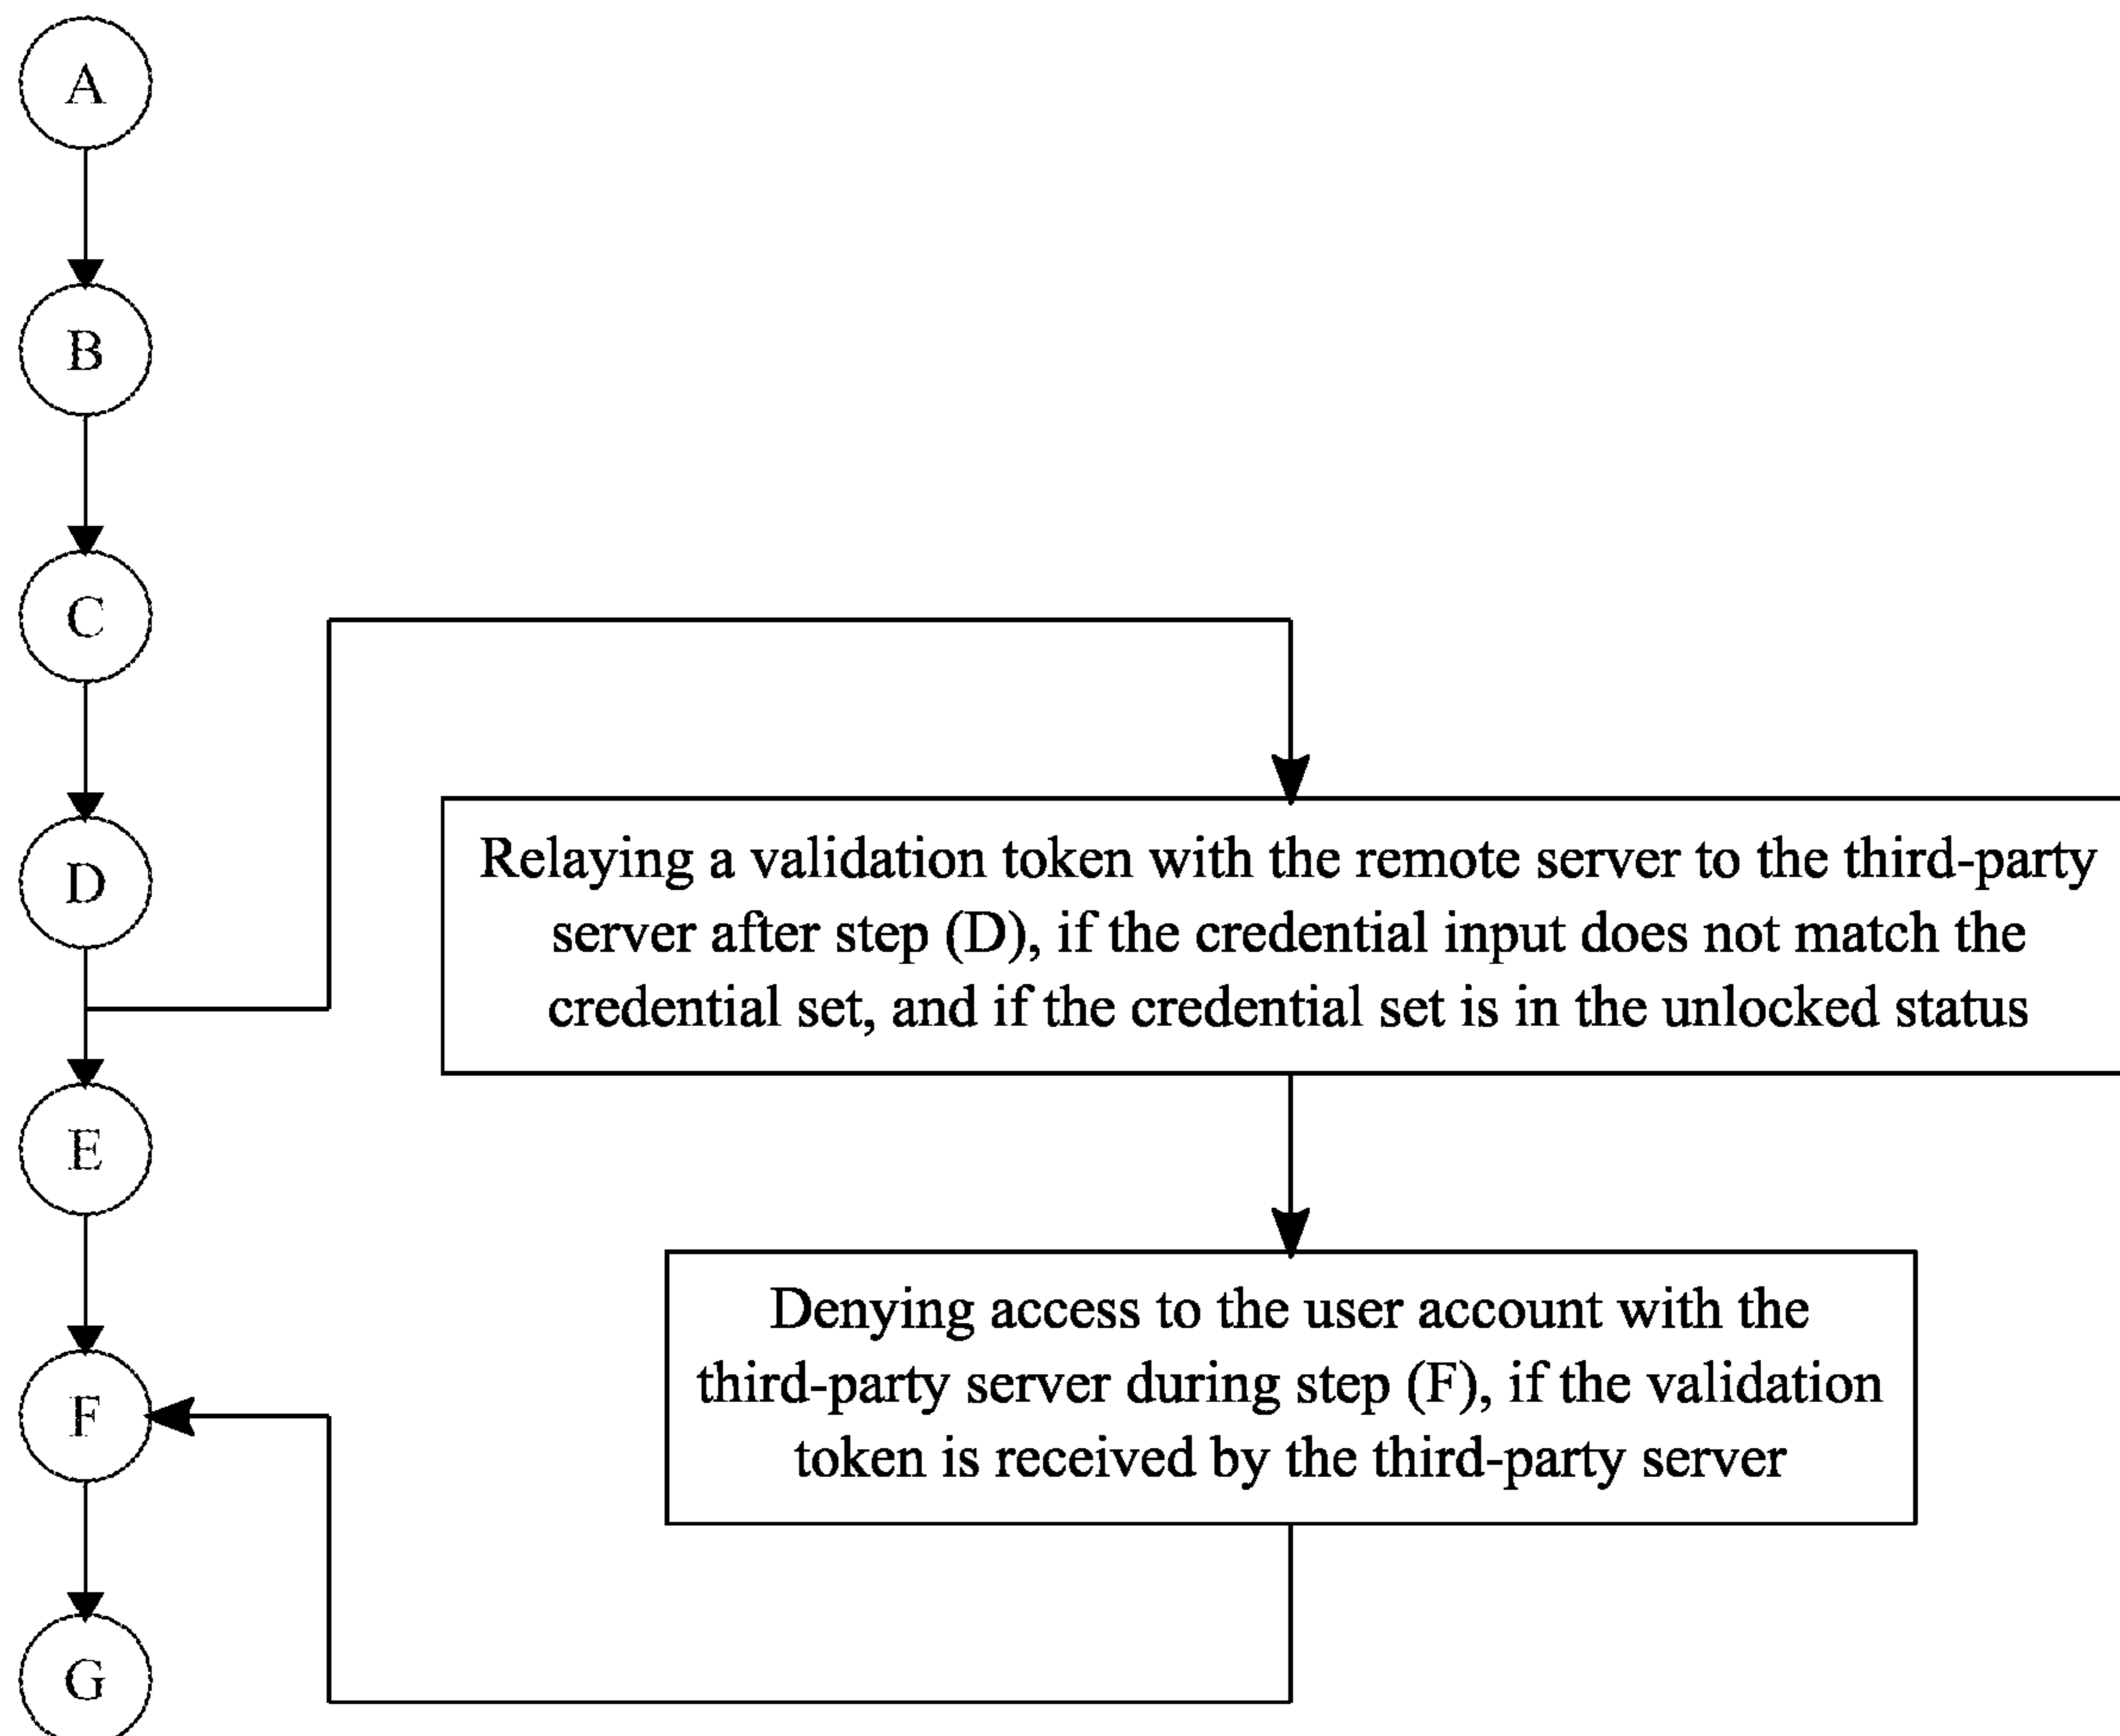 A
B
C
D
Relaying a validation token with the remote server to the third-party
server after step (D), if the credential input does not match the
credential set, and if the credential set is in the unlocked status
E
Denying access to the user account with the
third-party server during step (F), if the validation
token is received by the third-party server
F
G